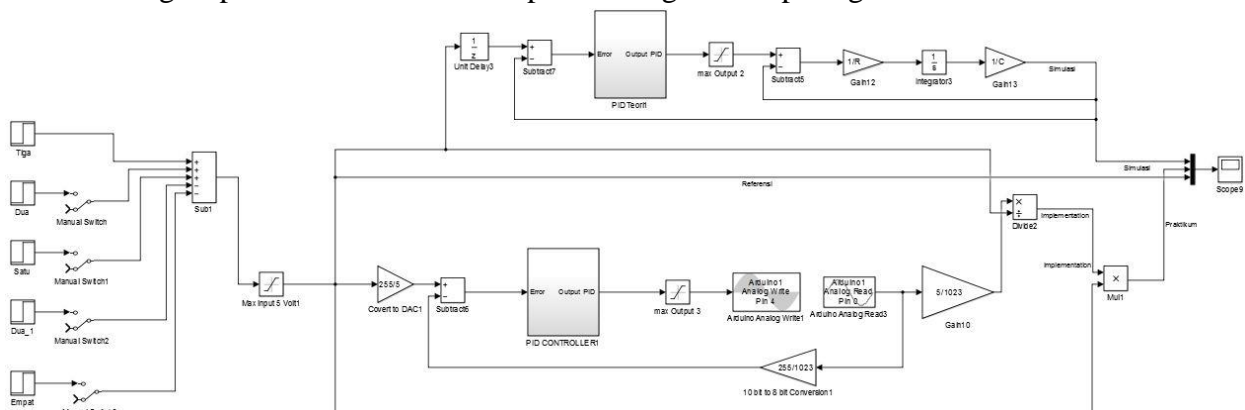 1
z
Unit Delay3
+
−
Subtract7
Error
Output PID
PIDTeori1
max Output 2
+
−
Subtract5
1/R
Gain12
1
s
Integrator3
1/C
Gain13
Simulasi
Tiga
Dua
Manual Switch
Satu
Manual Switch1
Dua_1
Manual Switch2
Empat
+
+
+
−
−
Sub1
Max Input 5 Volt1
Referensi
Simulasi
Scope9
×
÷
Divide2
Implementation
Praktikum
Implementation
×
Mul1
255/5
Covert to DAC1
+
−
Subtract6
Error
Output PID
PID CONTROLLER1
max Output 3
Arduino1
Analog Write
Pin 4
Arduino Analog Write1
Arduino1
Analog Read
Pin 0
Arduino Analog Read3
5/1023
Gain10
255/1023
10 bit to 8 bit Conversion1